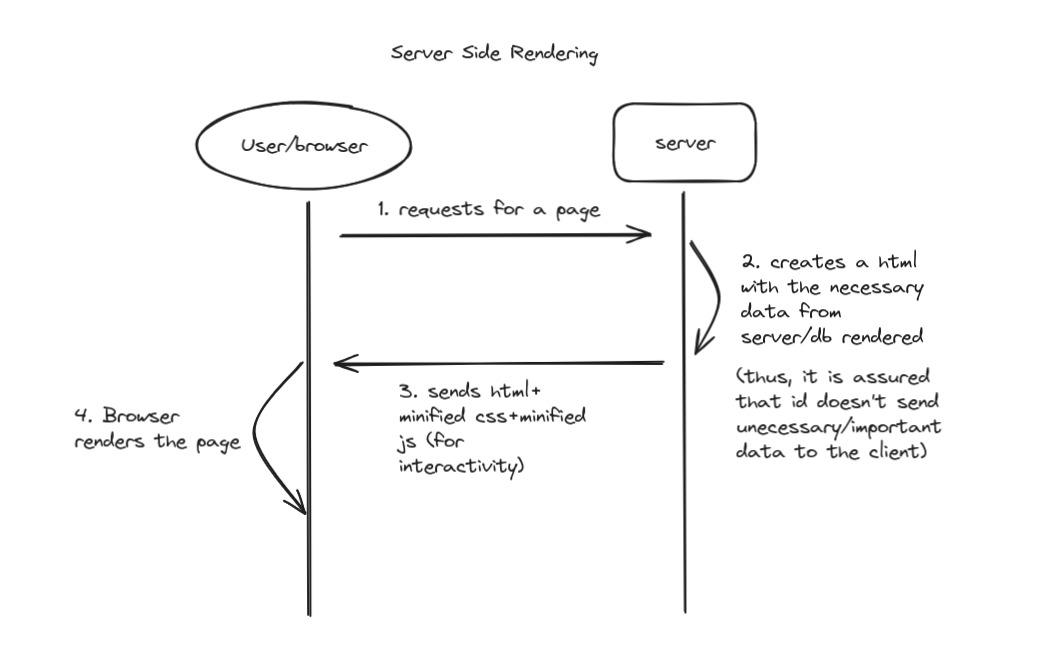 Server Side Rendering
User/browser
server
1. requests for a page
2. creates a html
with the necessary
data from
server/db rendered
(thus, it is assured
that id doesn't send
unecessary/important
data to the client)
3. sends html+
minified css+minified
js (for
interactivity)
4. Browser
renders the page